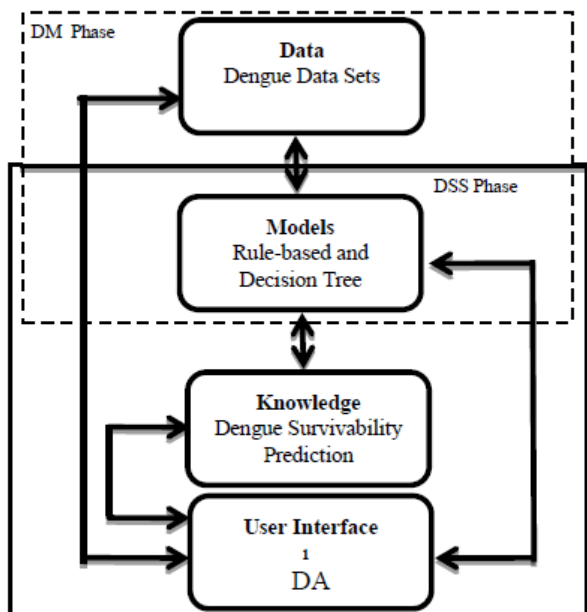 DM Phase
Data
Dengue Data Sets
DSS Phase
Models
Rule-based and
Decision Tree
Knowledge
Dengue Survivability
Prediction
User Interface
1
DA